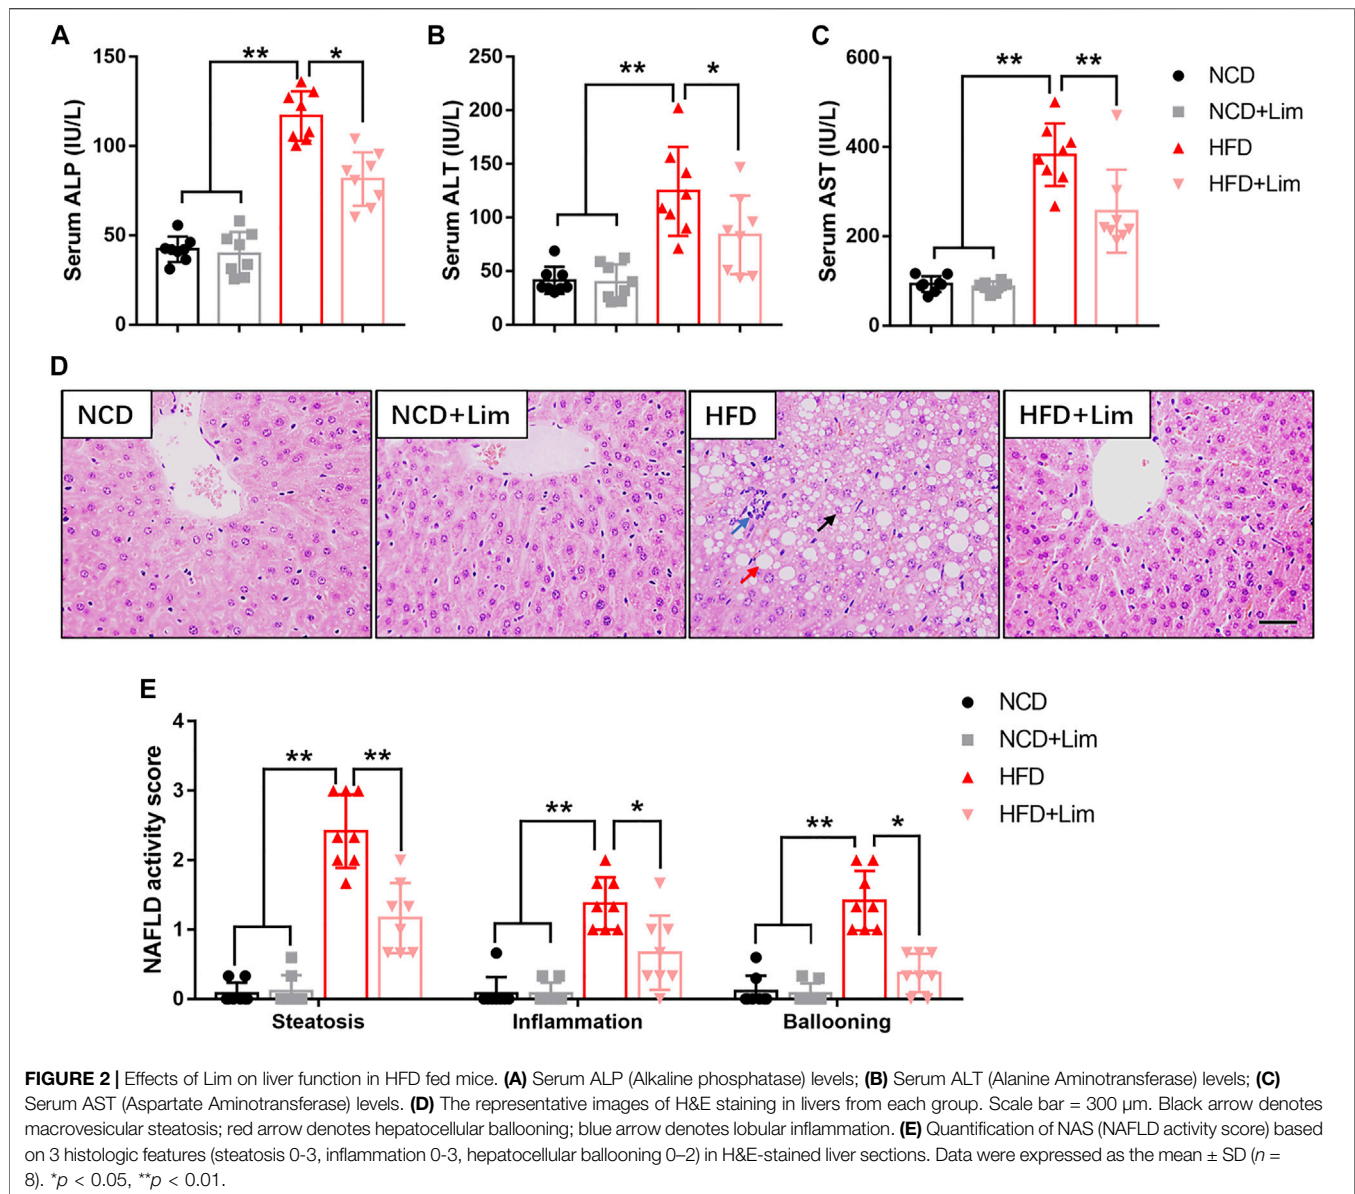 A
B
C
150
100
50
0
Serum ALP (IU/L)
**
*
250
200
150
100
50
0
Serum ALT (IU/L)
**
*
600
400
200
0
Serum AST (IU/L)
**
**
NCD
NCD+Lim
HFD
HFD+Lim
D
NCD
NCD+Lim
HFD
HFD+Lim
E
4
3
2
1
0
NAFLD activity score
**
**
**
*
**
*
Steatosis
Inflammation
Ballooning
NCD
NCD+Lim
HFD
HFD+Lim
FIGURE 2 | Effects of Lim on liver function in HFD fed mice. (A) Serum ALP (Alkaline phosphatase) levels; (B) Serum ALT (Alanine Aminotransferase) levels; (C)
Serum AST (Aspartate Aminotransferase) levels. (D) The representative images of H&E staining in livers from each group. Scale bar = 300 μm. Black arrow denotes
macrovesicular steatosis; red arrow denotes hepatocellular ballooning; blue arrow denotes lobular inflammation. (E) Quantification of NAS (NAFLD activity score) based
on 3 histologic features (steatosis 0-3, inflammation 0-3, hepatocellular ballooning 0–2) in H&E-stained liver sections. Data were expressed as the mean ± SD (n =
8). *p < 0.05, **p < 0.01.